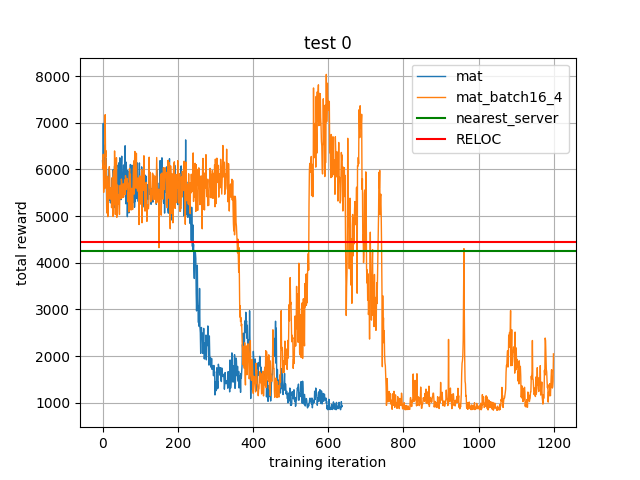 test 0
total reward
8000
7000
6000
5000
4000
3000
2000
1000
mat
mat_batch16_4
nearest_server
RELOC
0 200 400 600 800 1000 1200
training iteration